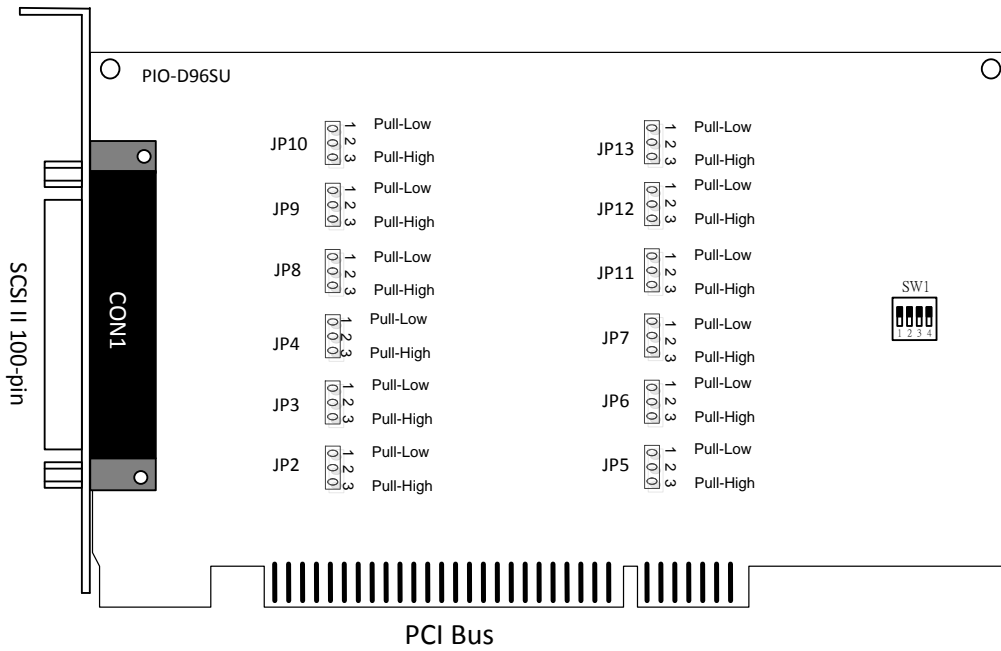 PIO-D96SU
JP10
1 Pull-Low
2
3 Pull-High
JP9
1 Pull-Low
2
3 Pull-High
JP8
1 Pull-Low
2
3 Pull-High
JP4
1 Pull-Low
2
3 Pull-High
JP3
1 Pull-Low
2
3 Pull-High
JP2
1 Pull-Low
2
3 Pull-High
JP13
1 Pull-Low
2
3 Pull-High
JP12
1 Pull-Low
2
3 Pull-High
JP11
1 Pull-Low
2
3 Pull-High
JP7
1 Pull-Low
2
3 Pull-High
JP6
1 Pull-Low
2
3 Pull-High
JP5
1 Pull-Low
2
3 Pull-High
SW1
1 2 3 4
SCSI II 100-pin
CON1
PCI Bus